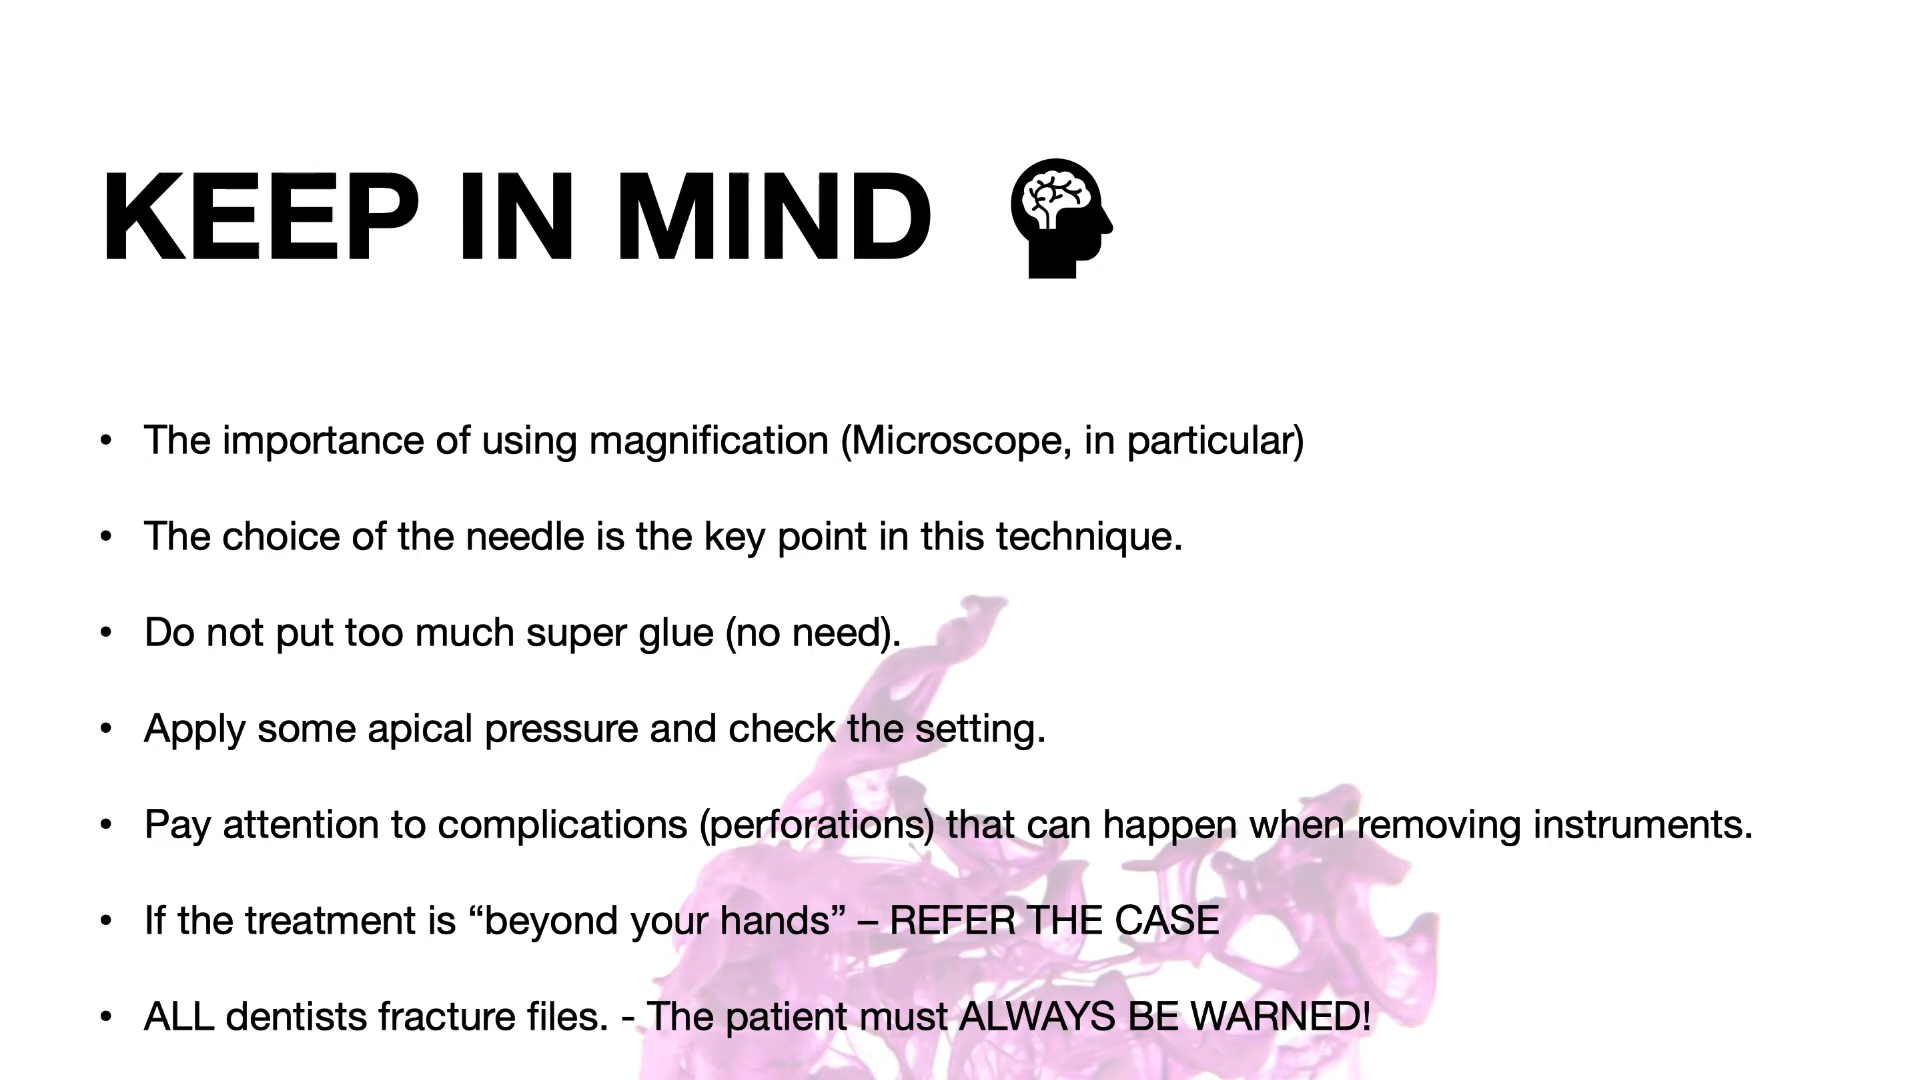 KEEP IN MIND
• The importance of using magnification (Microscope, in particular)
• The choice of the needle is the key point in this technique.
• Do not put too much super glue (no need).
• Apply some apical pressure and check the setting.
• Pay attention to complications (perforations) that can happen when removing instruments.
• If the treatment is “beyond your hands” – REFER THE CASE
• ALL dentists fracture files. - The patient must ALWAYS BE WARNED!